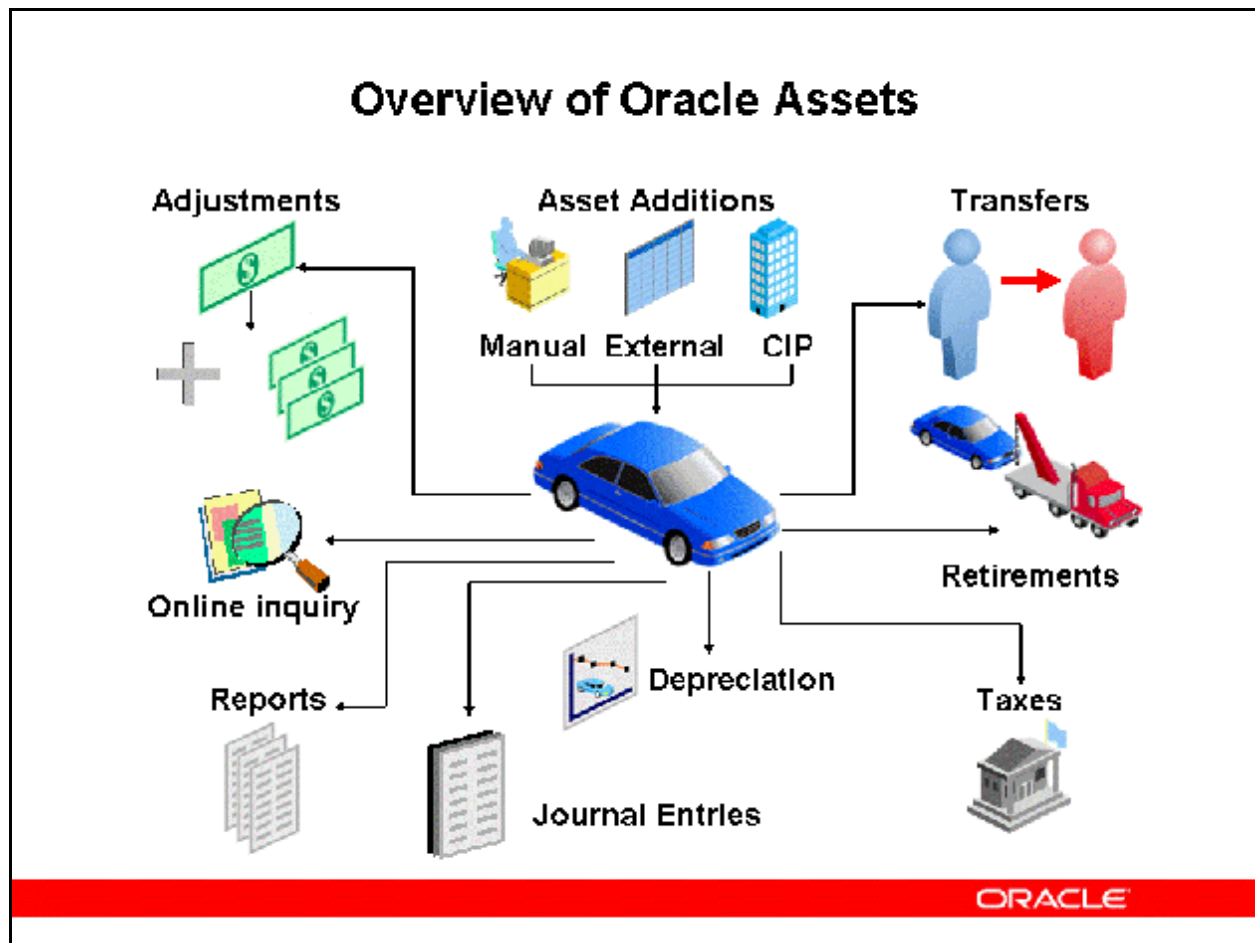 Overview of Oracle Assets
Adjustments
Asset Additions
Transfers
Manual
External
CIP
Online inquiry
Retirements
Reports
Depreciation
Taxes
Journal Entries
ORACLE